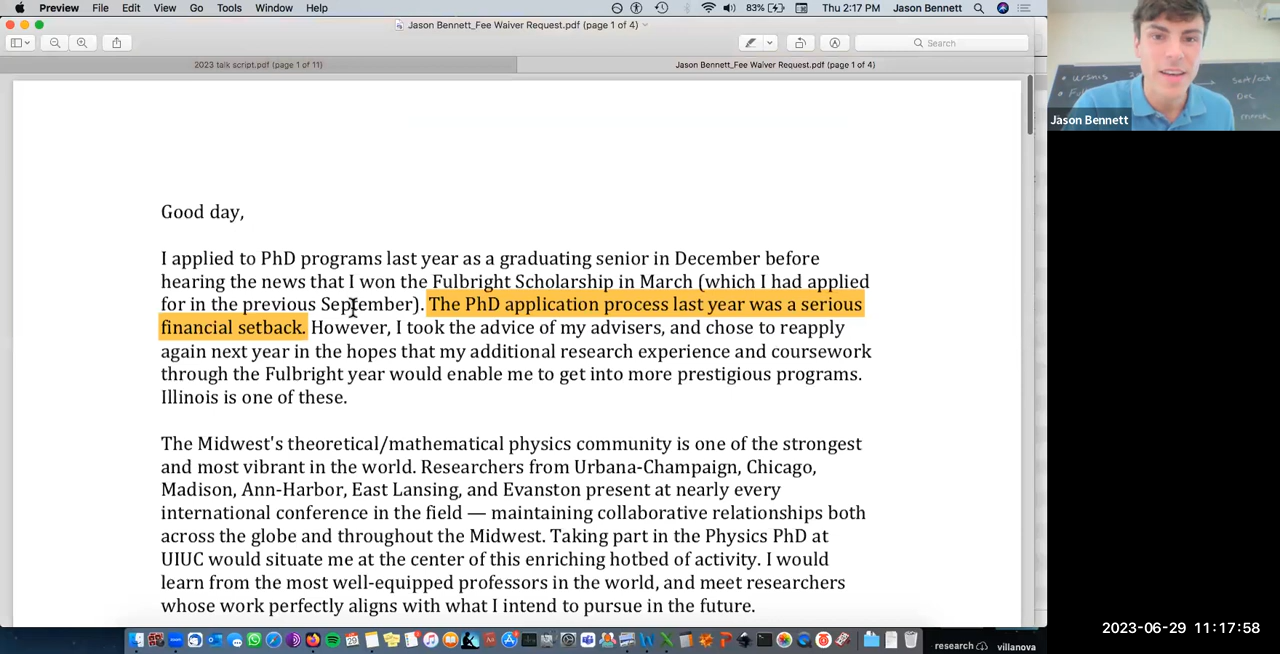 Preview File Edit View Go Tools Window Help 83% Thu 2:17 PM Jason Bennett
Jason Bennett_Fee Waiver Request.pdf (page 1 of 4)
Search
2023 talk script.pdf (page 1 of 11) Jason Bennett_Fee Waiver Request.pdf (page 1 of 4)
Good day,
I applied to PhD programs last year as a graduating senior in December before
hearing the news that I won the Fulbright Scholarship in March (which I had applied
for in the previous September). The PhD application process last year was a serious
financial setback. However, I took the advice of my advisers, and chose to reapply
again next year in the hopes that my additional research experience and coursework
through the Fulbright year would enable me to get into more prestigious programs.
Illinois is one of these.
The Midwest's theoretical/mathematical physics community is one of the strongest
and most vibrant in the world. Researchers from Urbana-Champaign, Chicago,
Madison, Ann-Harbor, East Lansing, and Evanston present at nearly every
international conference in the field — maintaining collaborative relationships both
across the globe and throughout the Midwest. Taking part in the Physics PhD at
UIUC would situate me at the center of this enriching hotbed of activity. I would
learn from the most well-equipped professors in the world, and meet researchers
whose work perfectly aligns with what I intend to pursue in the future.
Jason Bennett
Dec
2023-06-29 11:17:58
research villanova